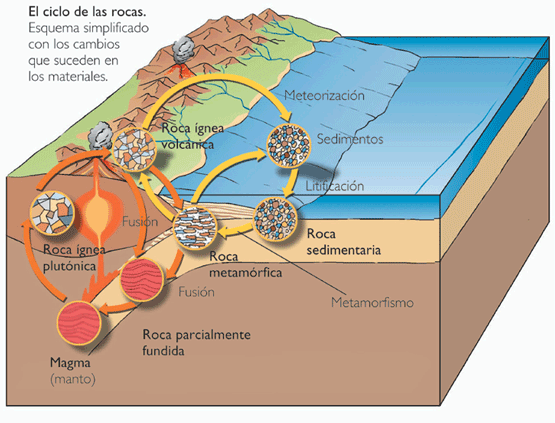 El ciclo de las rocas.
Esquema simplificado
con los cambios
que suceden en
los materiales.
Meteorización
Roca ígnea
volcánica
Sedimentos
Litificación
Fusión
Roca ígnea
plutónica
Roca
sedimentaria
Roca
metamórfica
Fusión
Metamorfismo
Roca parcialmente
fundida
Magma
(manto)